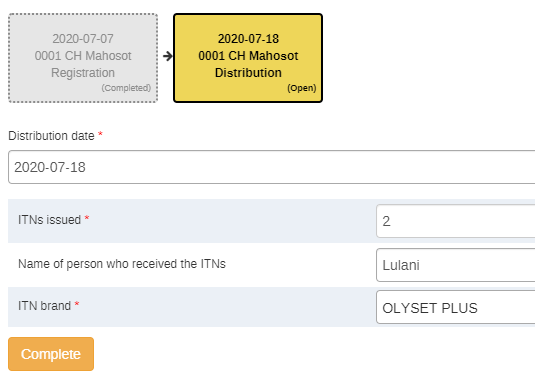 2020-07-07
0001 CH Mahosot
Registration
(Completed)
2020-07-18
0001 CH Mahosot
Distribution
(Open)
Distribution date *
2020-07-18
ITNs issued * 2
Name of person who received the ITNs Lulani
ITN brand * OLYSET PLUS
Complete